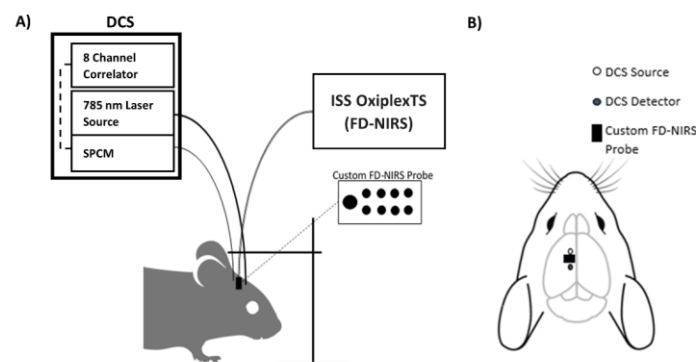 A)
DCS
8 Channel
Correlator
785 nm Laser
Source
SPCM
ISS OxiplexTS
(FD-NIRS)
Custom FD-NIRS Probe
B)
DCS Source
DCS Detector
Custom FD-NIRS
Probe